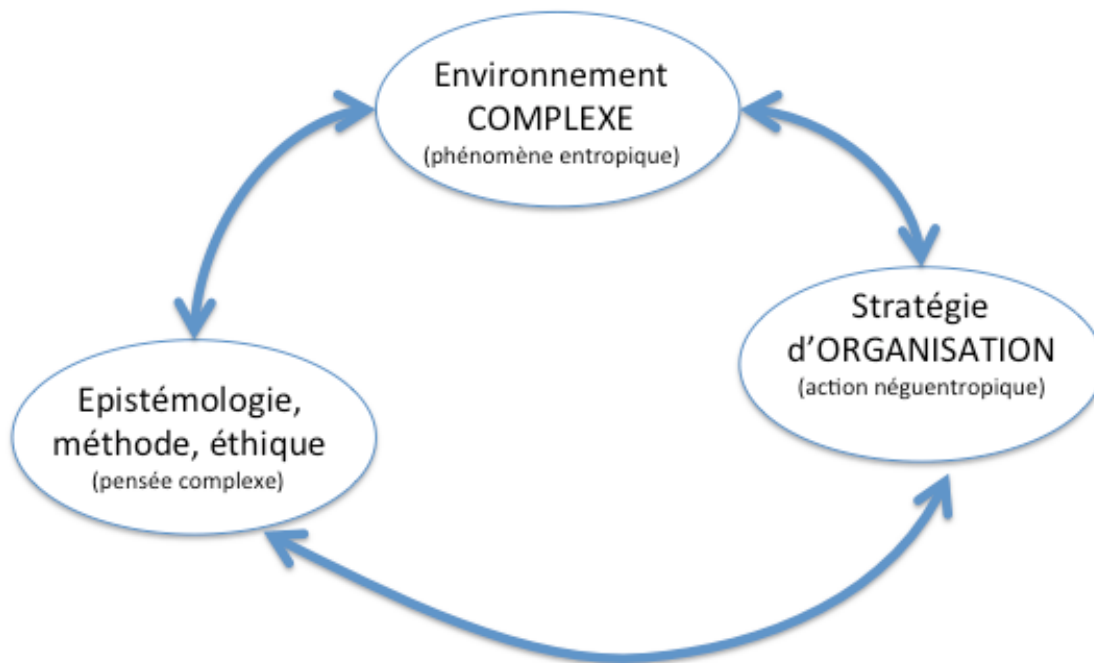 Environnement
COMPLEXE
(phénomène entropique)
Stratégie
d’ORGANISATION
(action néguentropique)
Epistémologie,
méthode, éthique
(pensée complexe)